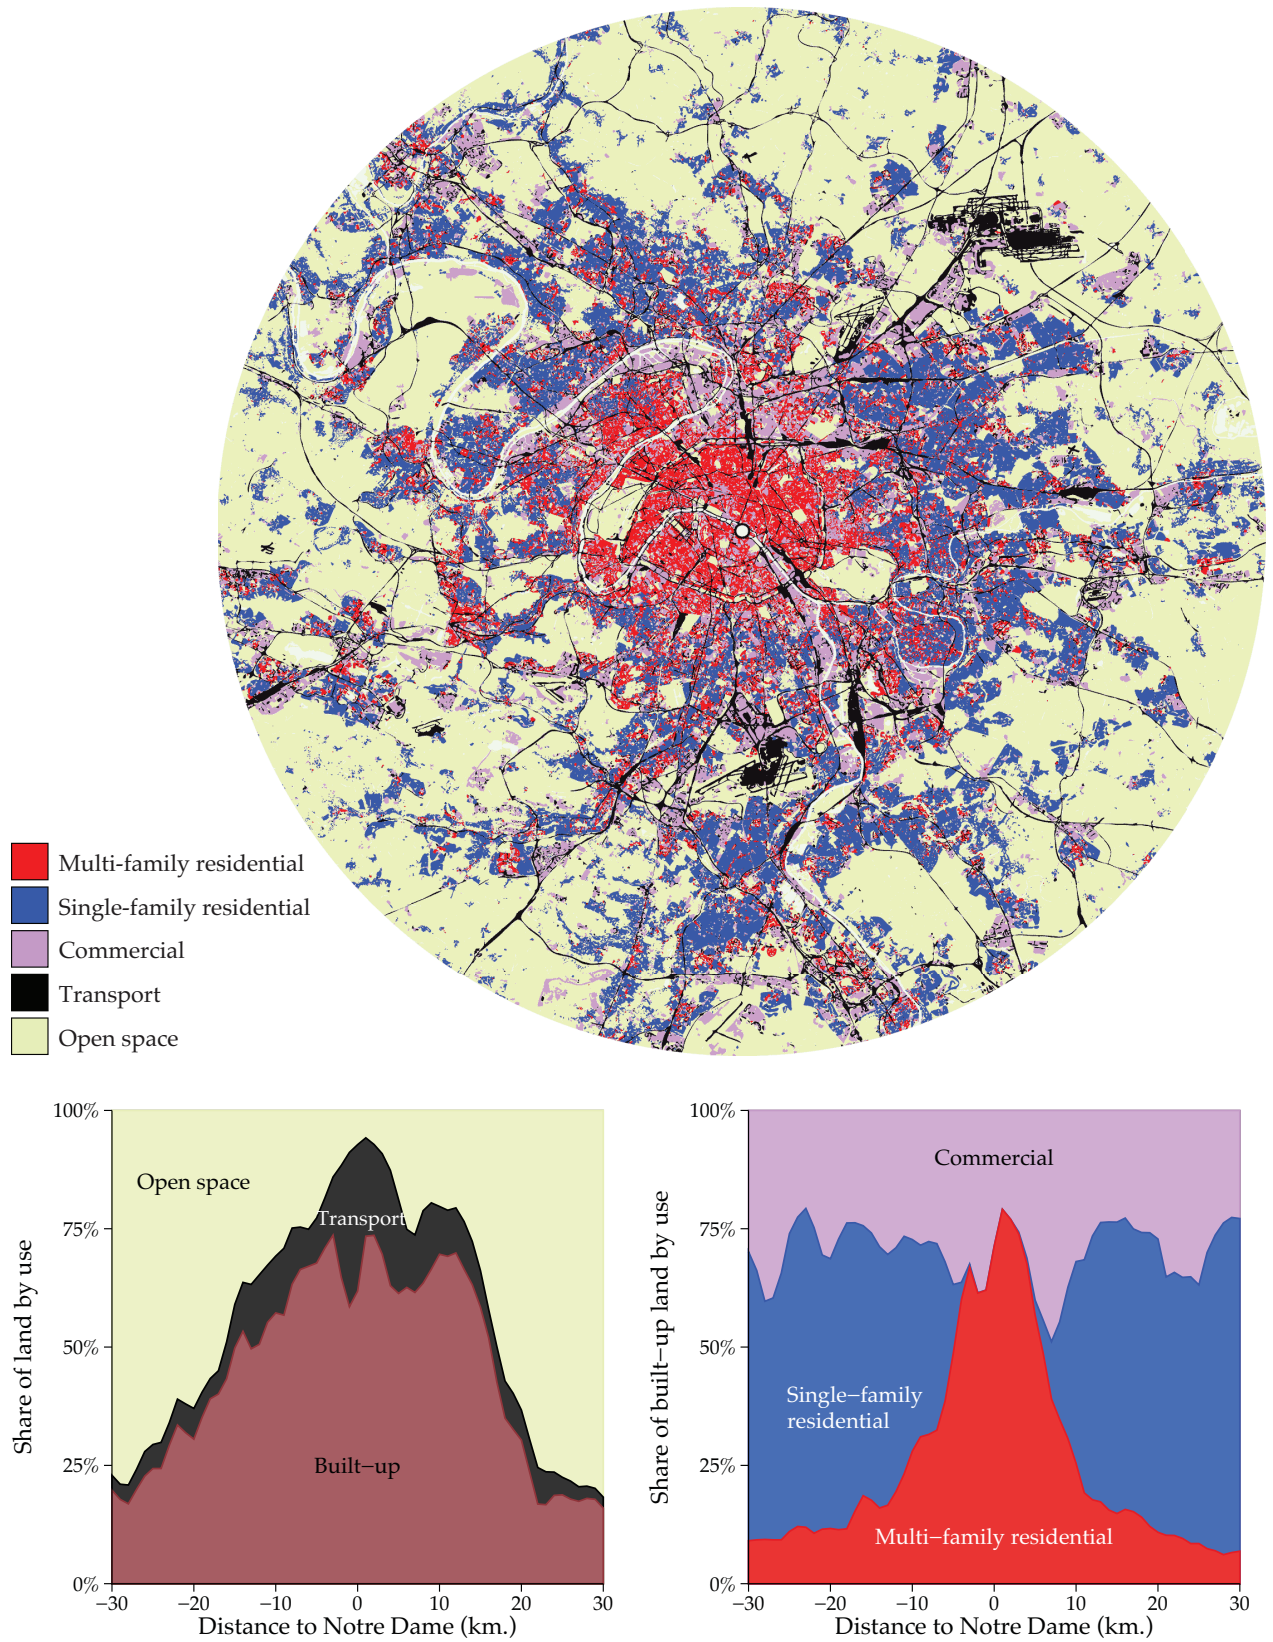 Multi-family residential
Single-family residential
Commercial
Transport
Open space
Share of land by use
100%
75%
50%
25%
0%
Open space
Transport
Built−up
−30
−20
−10
0
10
20
30
Distance to Notre Dame (km.)
Share of built−up land by use
100%
75%
50%
25%
0%
Commercial
Single−family
residential
Multi−family residential
−30
−20
−10
0
10
20
30
Distance to Notre Dame (km.)